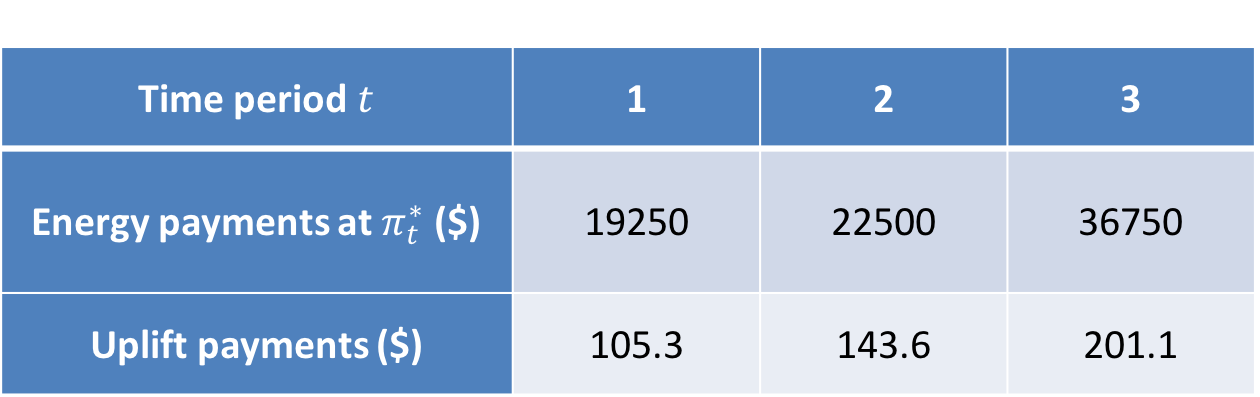 Time period t 1 2 3
Energy payments at π*t ($) 19250 22500 36750
Uplift payments ($) 105.3 143.6 201.1